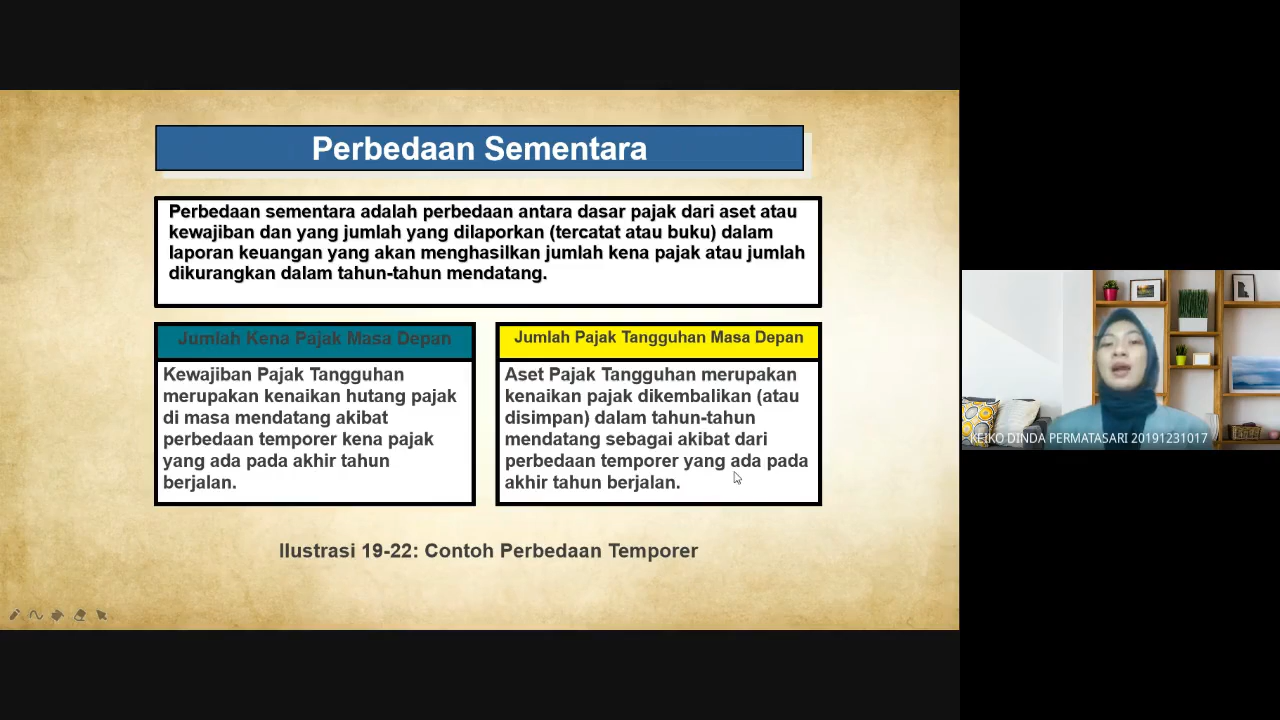 Perbedaan Sementara
Perbedaan sementara adalah perbedaan antara dasar pajak dari aset atau
kewajiban dan yang jumlah yang dilaporkan (tercatat atau buku) dalam
laporan keuangan yang akan menghasilkan jumlah kena pajak atau jumlah
dikurangkan dalam tahun-tahun mendatang.
Jumlah Kena Pajak Masa Depan
Kewajiban Pajak Tangguhan
merupakan kenaikan hutang pajak
di masa mendatang akibat
perbedaan temporer kena pajak
yang ada pada akhir tahun
berjalan.
Jumlah Pajak Tangguhan Masa Depan
Aset Pajak Tangguhan merupakan
kenaikan pajak dikembalikan (atau
disimpan) dalam tahun-tahun
mendatang sebagai akibat dari
perbedaan temporer yang ada pada
akhir tahun berjalan.
Ilustrasi 19-22: Contoh Perbedaan Temporer
KEIKO DINDA PERMATASARI 20191231017